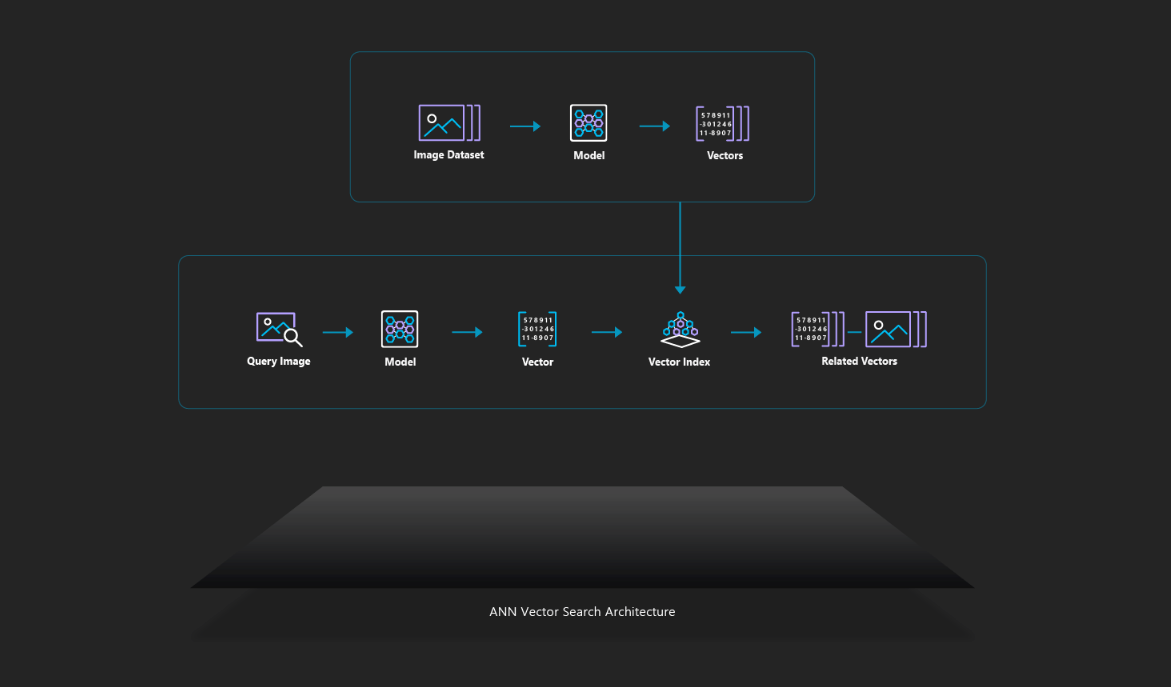 578911
-301246
11-8907
Image Dataset
Model
Vectors
578911
-301246
11-8907
578911
-301246
11-8907
Query Image
Model
Vector
Vector Index
Related Vectors
ANN Vector Search Architecture